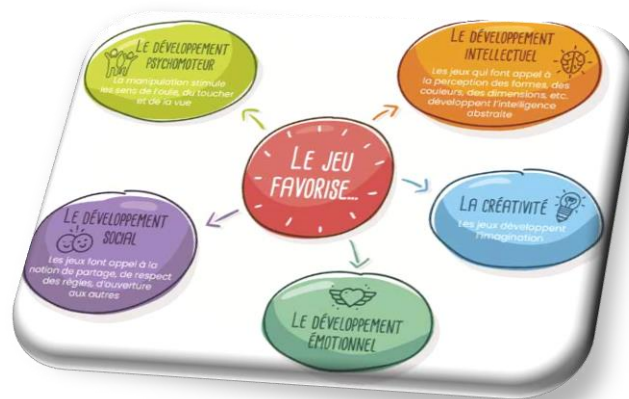 LE DÉVELOPPEMENT
PSYCHOMOTEUR
La manipulation stimule
les sens de l'ouïe, du toucher
et de la vue
LE DÉVELOPPEMENT
INTELLECTUEL
Les jeux qui font appel à
la perception des formes, des
couleurs, des dimensions, etc.
développent l'intelligence
abstraite
LE JEU
FAVORISE...
LA CRÉATIVITÉ
Les jeux développent
l'imagination
LE DÉVELOPPEMENT
SOCIAL
Les jeux font appel à la
notion de partage, de respect
des règles, d'ouverture
aux autres
LE DÉVELOPPEMENT
ÉMOTIONNEL